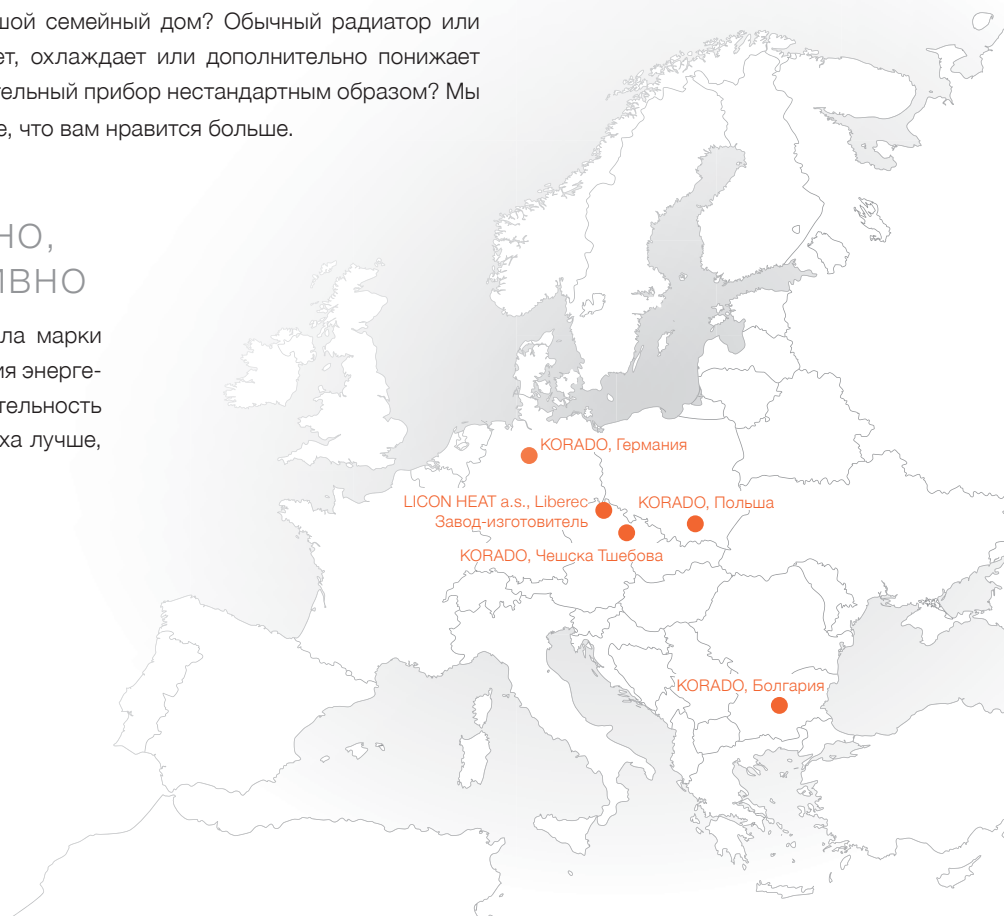 шой семейный дом? Обычный радиатор или
ет, охлаждает или дополнительно понижает
тельный прибор нестандартным образом? Мы
е, что вам нравится больше.
но,
ивно
ла марки
ия энерге-
тельность
ха лучше,
KORADO, Германия
LICON HEAT a.s., Liberec
Завод-изготовитель
KORADO, Польша
KORADO, Чешска Тшебова
KORADO, Болгария